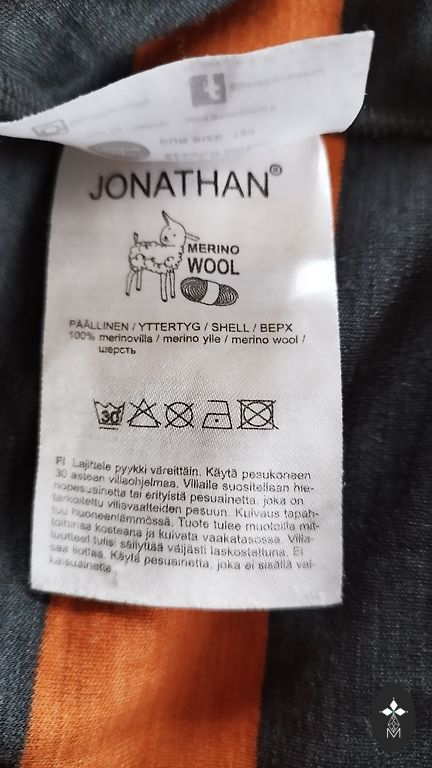 JONATHAN®
MERINO
WOOL
PÄÄLLINEN / YTTERTYG / SHELL / ВЕРХ
100% merinovilla / merino ylle / merino wool /
шерсть
30
FI Lajittele pyykki väreittäin. Käytä pesukoneen
30 asteen villaohjelmaa. Villalle suositellaan hie-
nopesuainetta tai erityistä pesuainetta, joka on
tarkoitettu villavaatteiden pesuun. Kuivaus tapah-
tuu huoneenlämmössä. Tuote tulee muotoilla mit-
toihinsa kosteana ja kuivata vaakatasossa. Villa-
tuotteet tulisi säilyttää väljästi laskostettuna. Ei
saa liottaa. Käytä pesuainetta, joka ei sisällä val-
kaisuainetta
M